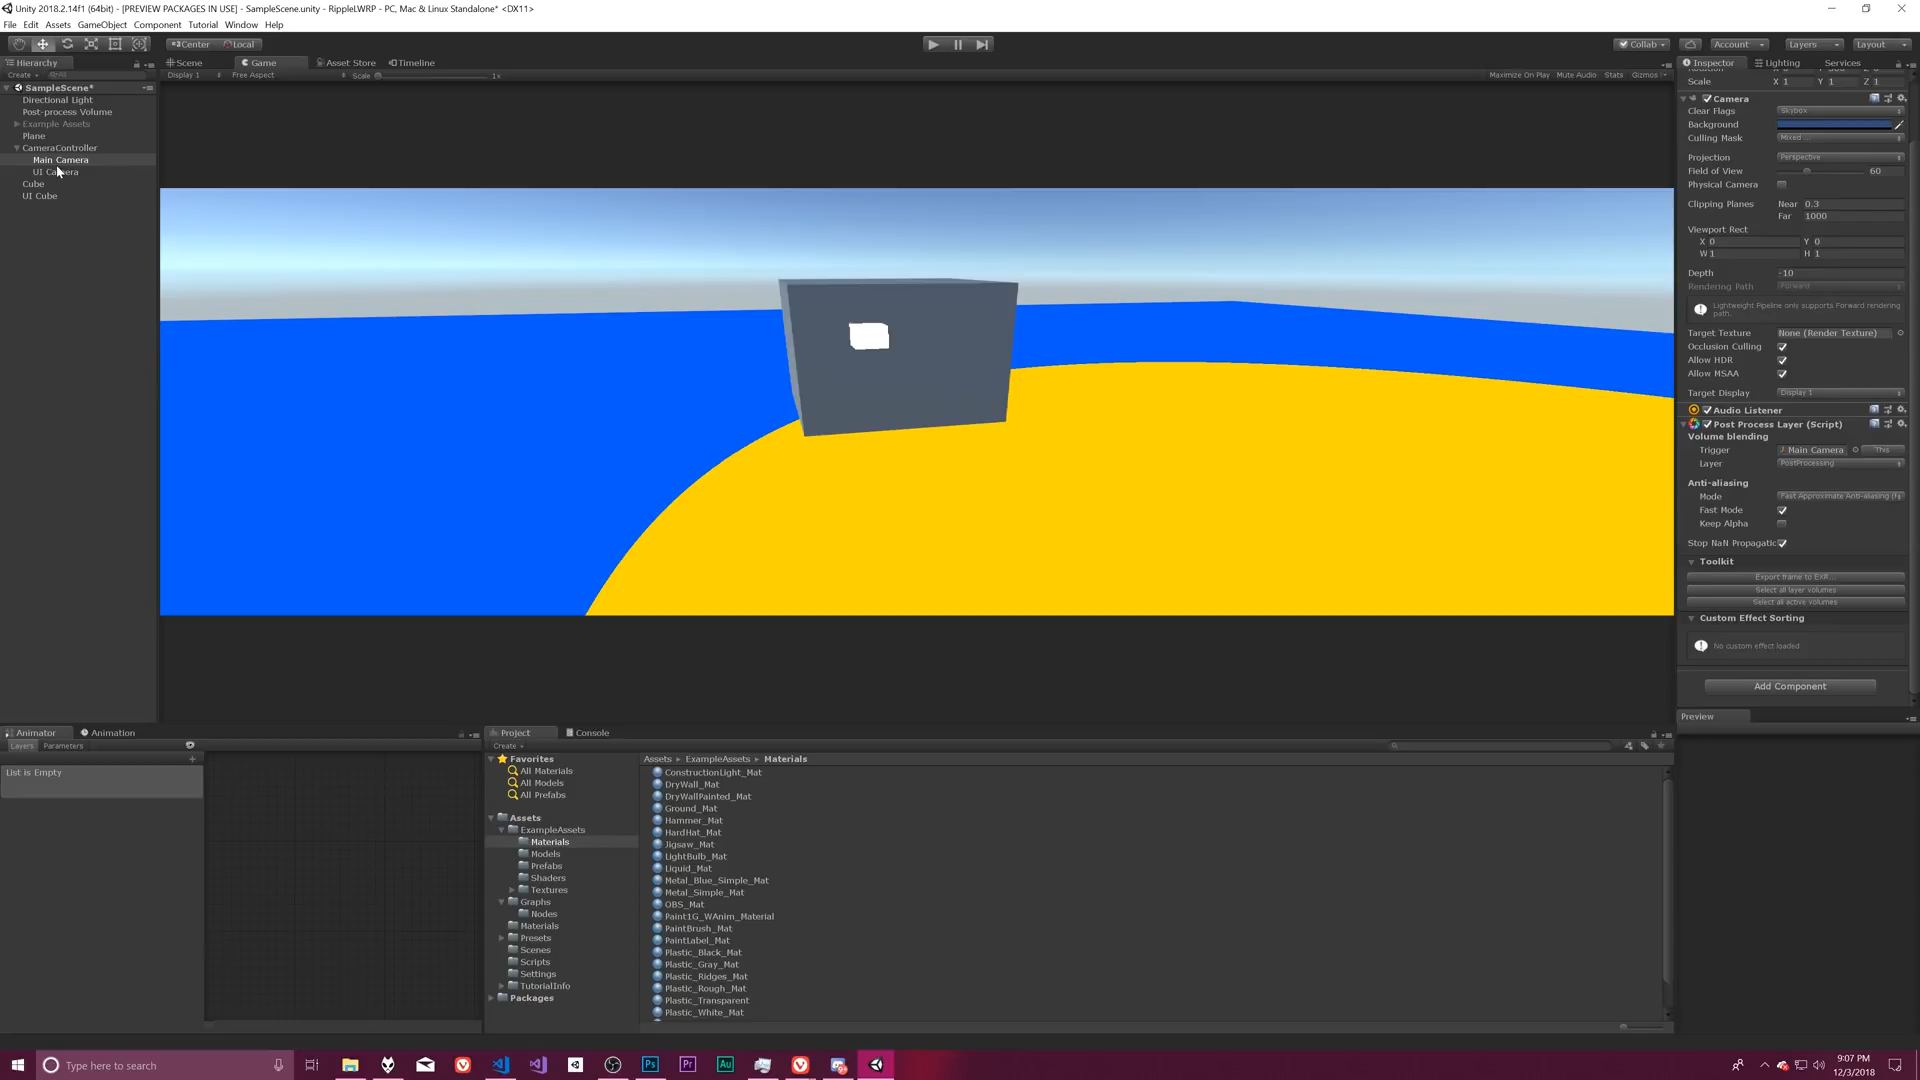 Unity 2018.2.14f1 (64bit) - [PREVIEW PACKAGES IN USE] - SampleScene.unity - RippleLWRP - PC, Mac & Linux Standalone* <DX11>
File Edit Assets GameObject Component Tutorial Window Help
Center Local
Collab Account Layers Layout
Hierarchy
Scene Game Asset Store Timeline
Inspector Lighting Services
Create
Display 1 Free Aspect Scale 1x
Maximize On Play Mute Audio Stats Gizmos
Scale X 1 Y 1 Z 1
SampleScene*
Directional Light
Post-process Volume
Example Assets
Plane
CameraController
Main Camera
UI Camera
Cube
UI Cube
Camera
Clear Flags Skybox
Background
Culling Mask Mixed ...
Projection Perspective
Field of View 60
Physical Camera
Clipping Planes Near 0.3
Far 1000
Viewport Rect
X 0 Y 0
W 1 H 1
Depth -10
Rendering Path Forward
Lightweight Pipeline only supports Forward rendering
path.
Target Texture None (Render Texture)
Occlusion Culling
Allow HDR
Allow MSAA
Target Display Display 1
Audio Listener
Post Process Layer (Script)
Volume blending
Trigger Main Camera This
Layer PostProcessing
Anti-aliasing
Mode Fast Approximate Anti-aliasing (
Fast Mode
Keep Alpha
Stop NaN Propagatic
Toolkit
Export frame to EXR...
Select all layer volumes
Select all active volumes
Custom Effect Sorting
No custom effect loaded
Add Component
Preview
Animator Animation
Layers Parameters
List is Empty
Project Console
Create
Favorites
All Materials
All Models
All Prefabs
Assets
ExampleAssets
Materials
Models
Prefabs
Shaders
Textures
Graphs
Nodes
Materials
Presets
Scenes
Scripts
Settings
TutorialInfo
Packages
Assets ▸ ExampleAssets ▸ Materials
ConstructionLight_Mat
DryWall_Mat
DryWallPainted_Mat
Ground_Mat
Hammer_Mat
HardHat_Mat
Jigsaw_Mat
LightBulb_Mat
Liquid_Mat
Metal_Blue_Simple_Mat
Metal_Simple_Mat
OBS_Mat
Paint1G_WAnim_Material
PaintBrush_Mat
PaintLabel_Mat
Plastic_Black_Mat
Plastic_Gray_Mat
Plastic_Ridges_Mat
Plastic_Rough_Mat
Plastic_Transparent
Plastic_White_Mat
Type here to search
Ps Pr Au
9:07 PM
12/3/2018